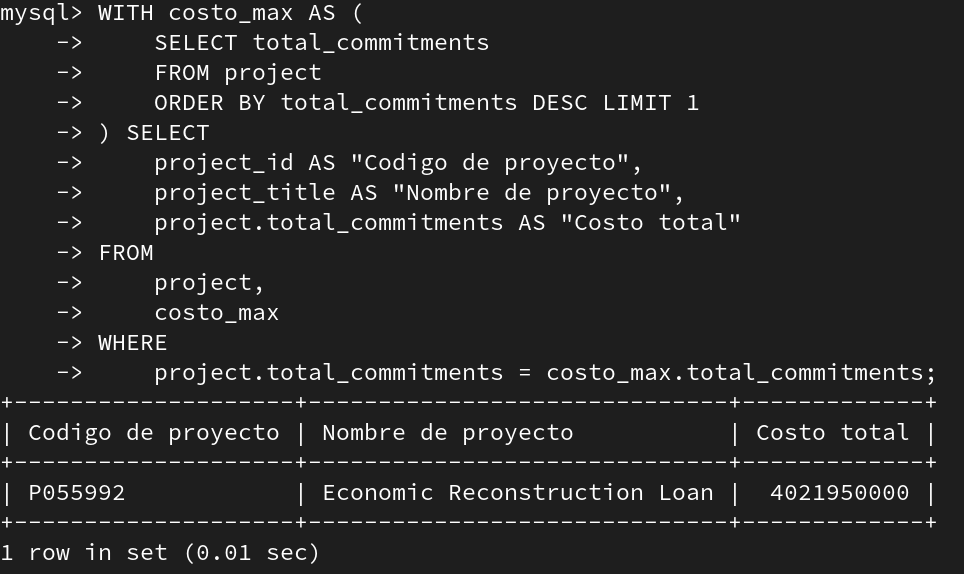 mysql> WITH costo_max AS (
    ->     SELECT total_commitments
    ->     FROM project
    ->     ORDER BY total_commitments DESC LIMIT 1
    -> ) SELECT
    ->     project_id AS "Codigo de proyecto",
    ->     project_title AS "Nombre de proyecto",
    ->     project.total_commitments AS "Costo total"
    -> FROM
    ->     project,
    ->     costo_max
    -> WHERE
    ->     project.total_commitments = costo_max.total_commitments;
+--------------------+------------------------------+-------------+
| Codigo de proyecto | Nombre de proyecto           | Costo total |
+--------------------+------------------------------+-------------+
| P055992            | Economic Reconstruction Loan |  4021950000 |
+--------------------+------------------------------+-------------+
1 row in set (0.01 sec)